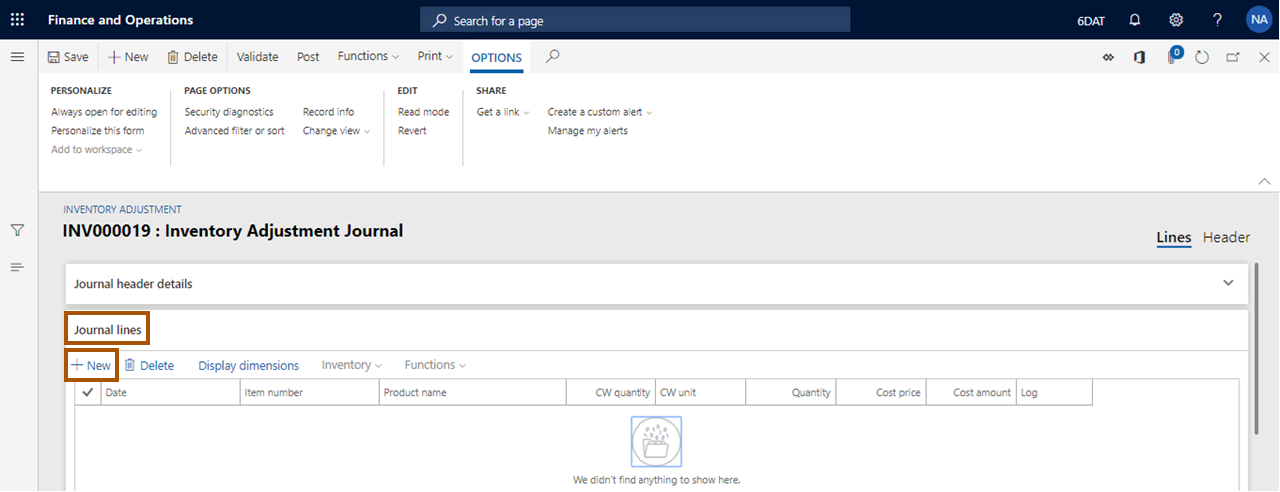 Finance and Operations
Search for a page
6DAT
?
NA
Save
New
Delete
Validate
Post
Functions
Print
OPTIONS
0
PERSONALIZE
Always open for editing
Personalize this form
Add to workspace
PAGE OPTIONS
Security diagnostics
Advanced filter or sort
Record info
Change view
EDIT
Read mode
Revert
SHARE
Get a link
Create a custom alert
Manage my alerts
INVENTORY ADJUSTMENT
INV000019 : Inventory Adjustment Journal
Lines
Header
Journal header details
Journal lines
New
Delete
Display dimensions
Inventory
Functions
Date
Item number
Product name
CW quantity
CW unit
Quantity
Cost price
Cost amount
Log
We didn't find anything to show here.